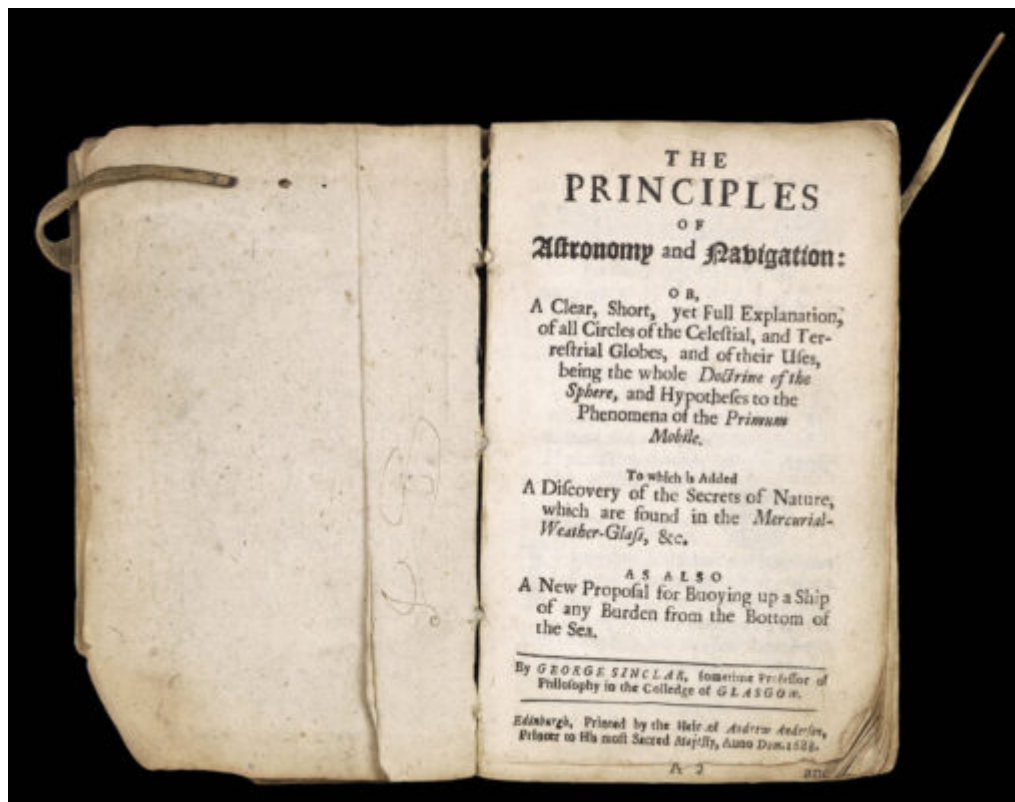 THE
PRINCIPLES
OF
Aſtronomy and Navigation:
OR,
A Clear, Short, yet Full Explanation,
of all Circles of the Celeſtial, and Ter-
reſtrial Globes, and of their Uſes,
being the whole Doctrine of the
Sphere, and Hypotheſes to the
Phenomena of the Primum
Mobile.
To which is Added
A Diſcovery of the Secrets of Nature,
which are found in the Mercurial-
Weather-Glaſs, &c.
AS ALSO
A New Propoſal for Buoying up a Ship
of any Burden from the Bottom of
the Sea.
By GEORGE SINCLAR, ſometime Profeſſor of
Philoſophy in the Colledge of GLASGOW.
Edinburgh, Printed by the Heir of Andrew Anderſon,
Printer to His moſt Sacred Majeſty, Anno Dom. 1688.
A 2